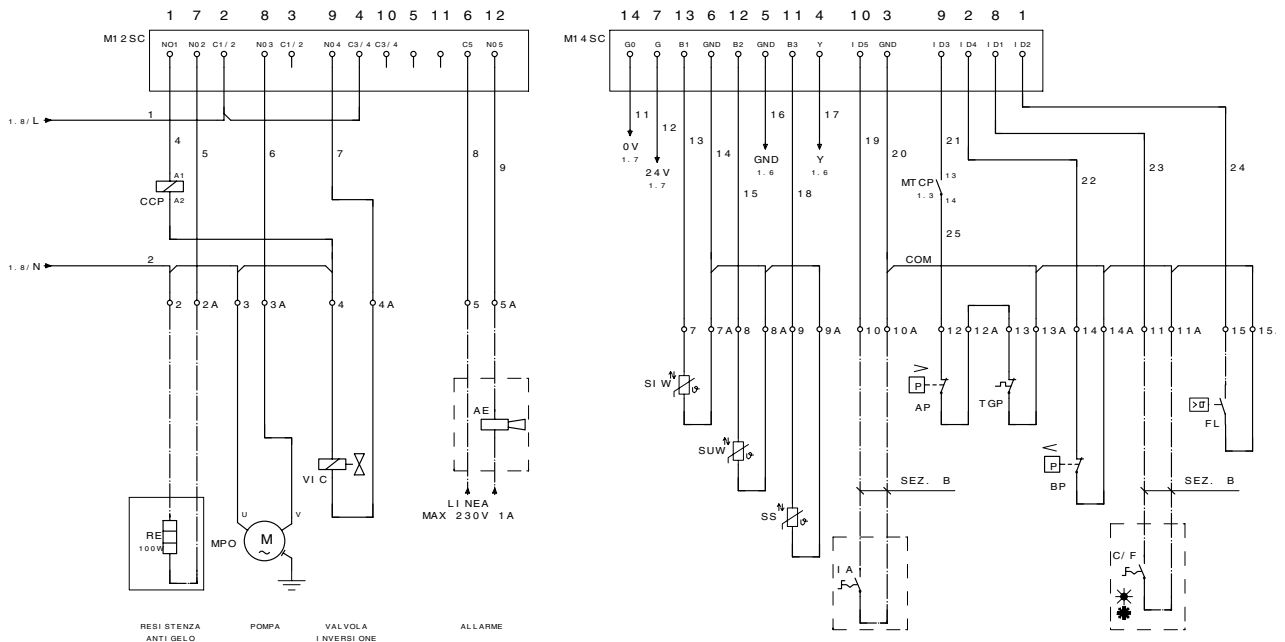 1 7 2 8 3 9 4 10 5 11 6 12
M12SC
NO1 N02 C1/2 N03 C1/2 N04 C3/4 C3/4 C5 N05
14 7 13 6 12 5 11 4 10 3 9 2 8 1
M14SC
G0 G B1 GND B2 GND B3 Y ID5 GND ID3 ID4 ID1 ID2
1.8/L
1
4 5 6 7 8 9
11 12 13 14 15 16 17 18 19 20 21 22 23 24
0V
1.7
24V
1.7
GND
1.6
Y
1.6
CCP
A1
A2
MTCP
1.3
13
14
25
1.8/N
2
COM
2 2A 3 3A 4 4A 5 5A
7 7A 8 8A 9 9A 10 10A 12 12A 13 13A 14 14A 11 11A 15 15
SIW
>
P
AP
TGP
>σ
FL
AE
SUW
<
P
BP
VIC
LINEA
MAX 230V 1A
SEZ. B
SEZ. B
SS
RE
100W
MPO
U
V
M
~
IA
C/F
RESISTENZA
ANTIGELO
POMPA
VALVOLA
INVERSIONE
ALLARME